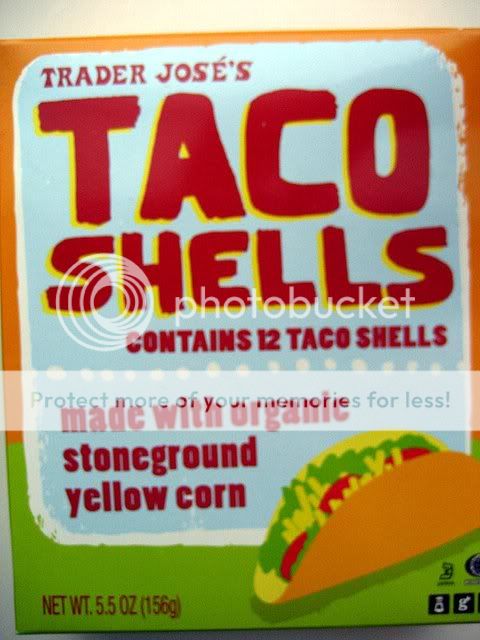 TRADER JOSÉ'S
TACO
SHELLS
photobucket
CONTAINS 12 TACO SHELLS
Protect more of your memories for less!
made with organic
stoneground
yellow corn
NET WT. 5.5 OZ (156g)